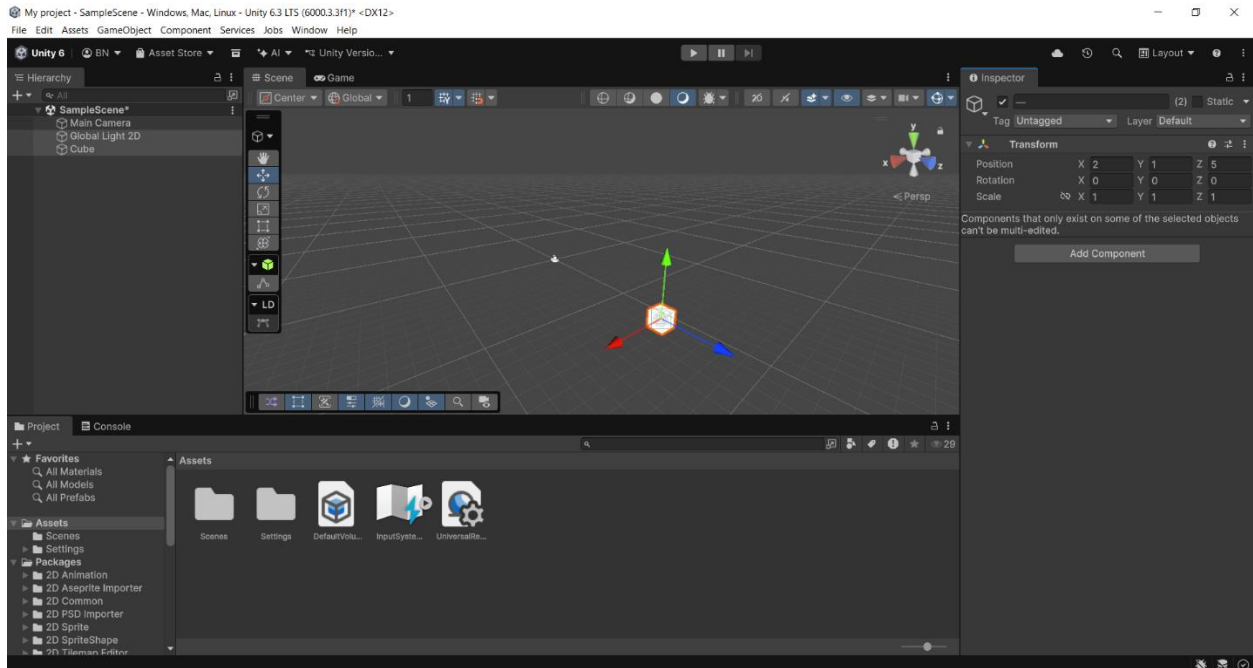 My project - SampleScene - Windows, Mac, Linux - Unity 6.3 LTS (6000.3.3f1)* <DX12>
File Edit Assets GameObject Component Services Jobs Window Help
Unity 6 BN Asset Store AI Unity Versio... Layout
Hierarchy
All
SampleScene*
Main Camera
Global Light 2D
Cube
Scene Game
Center Global 1 2D
LD
y
x
z
Persp
Inspector
— (2) Static
Tag Untagged Layer Default
Transform
Position X 2 Y 1 Z 5
Rotation X 0 Y 0 Z 0
Scale X 1 Y 1 Z 1
Components that only exist on some of the selected objects
can't be multi-edited.
Add Component
Project Console
29
Favorites
All Materials
All Models
All Prefabs
Assets
Scenes
Settings
Packages
2D Animation
2D Aseprite Importer
2D Common
2D PSD Importer
2D Sprite
2D SpriteShape
2D Tilemap Editor
Assets
Scenes Settings DefaultVolu... InputSyste... UniversalRe...